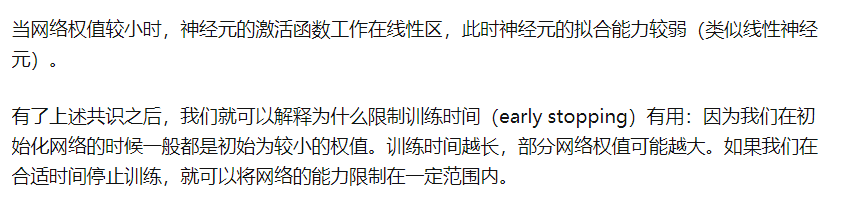 当网络权值较小时，神经元的激活函数工作在线性区，此时神经元的拟合能力较弱（类似线性神经
元）。
有了上述共识之后，我们就可以解释为什么限制训练时间（early stopping）有用：因为我们在初
始化网络的时候一般都是初始为较小的权值。训练时间越长，部分网络权值可能越大。如果我们在
合适时间停止训练，就可以将网络的能力限制在一定范围内。